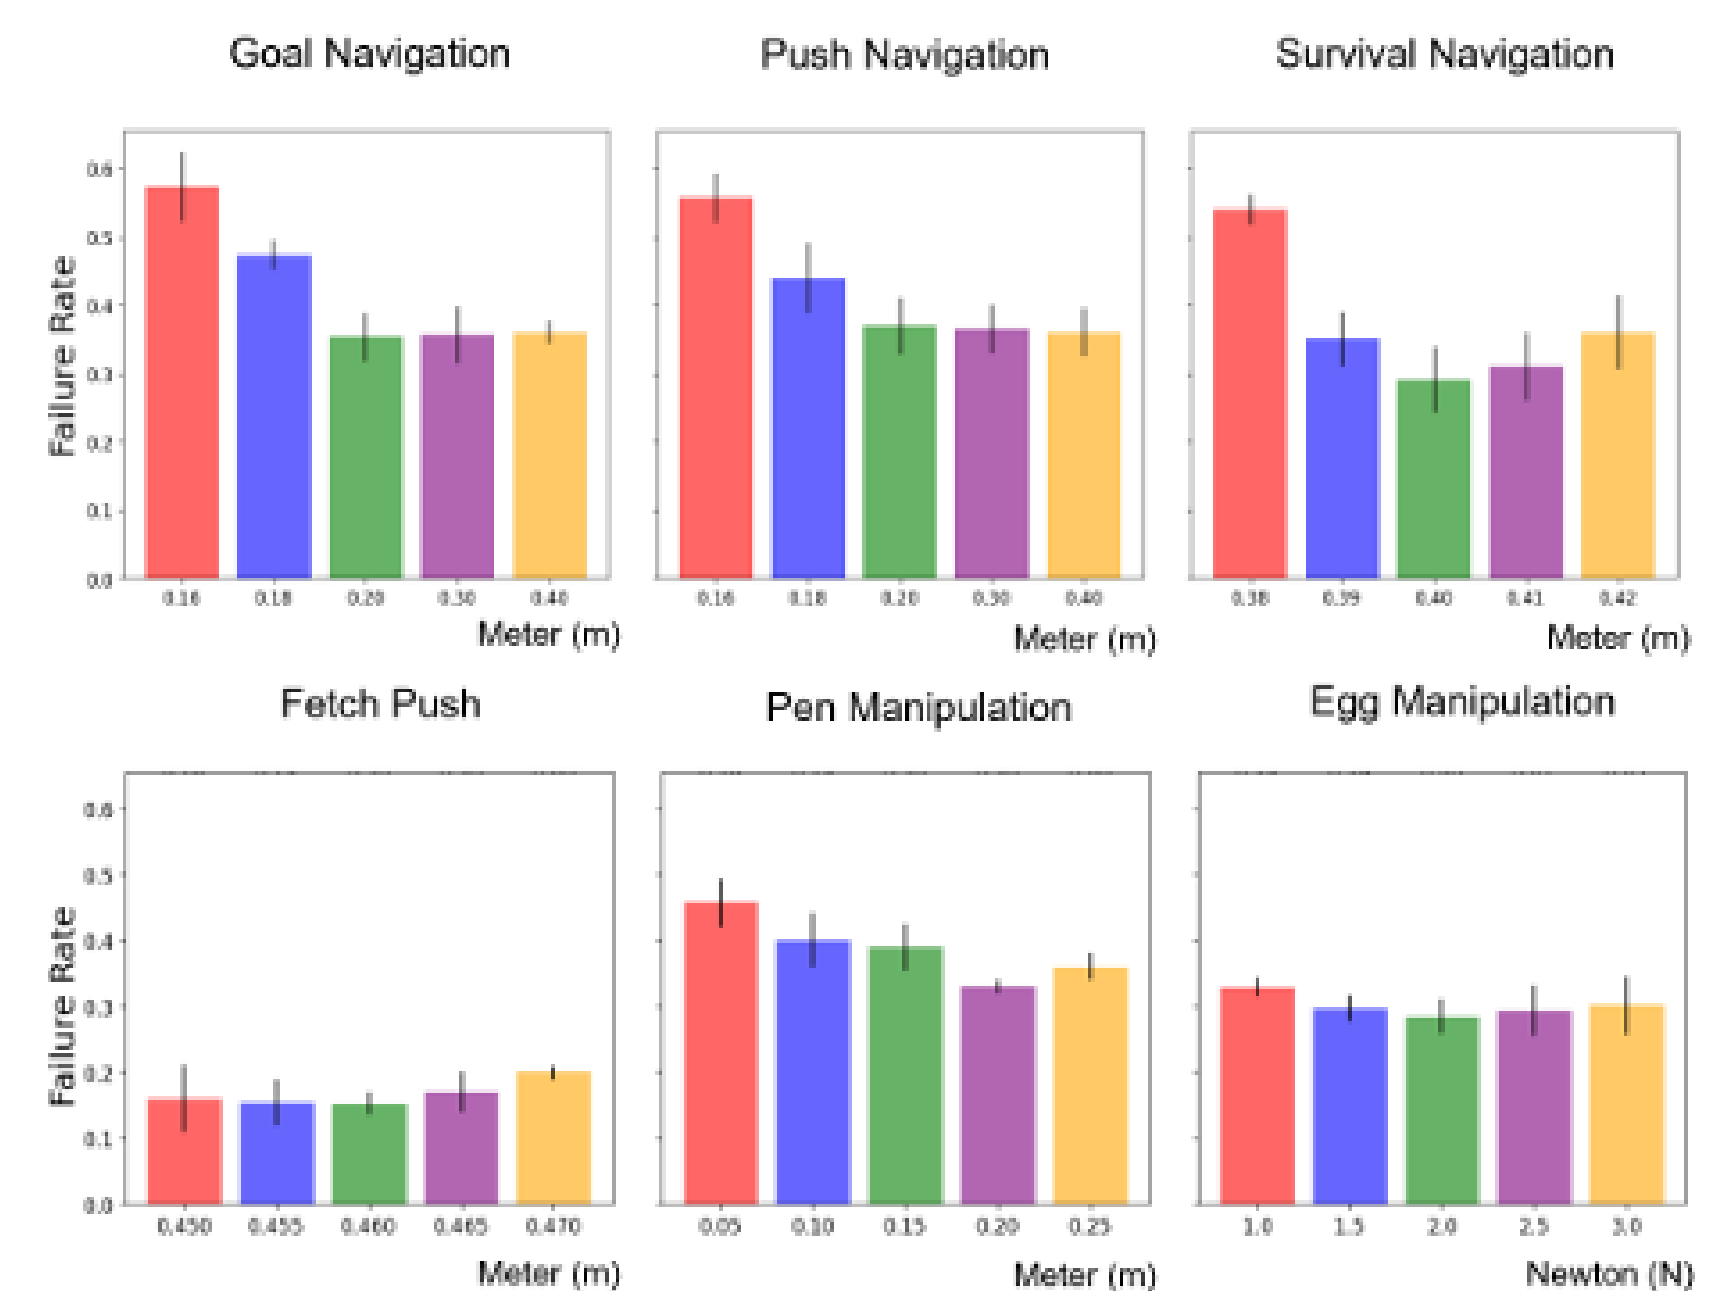 Goal Navigation
Push Navigation
Survival Navigation
Failure Rate
0.6
0.5
0.4
0.3
0.2
0.1
0.0
0.16 0.18 0.20 0.30 0.40
0.16 0.18 0.20 0.30 0.40
0.38 0.39 0.40 0.41 0.42
Meter (m)
Meter (m)
Meter (m)
Fetch Push
Pen Manipulation
Egg Manipulation
Failure Rate
0.6
0.5
0.4
0.3
0.2
0.1
0.0
0.450 0.455 0.460 0.465 0.470
0.05 0.10 0.15 0.20 0.25
1.0 1.5 2.0 2.5 3.0
Meter (m)
Meter (m)
Newton (N)